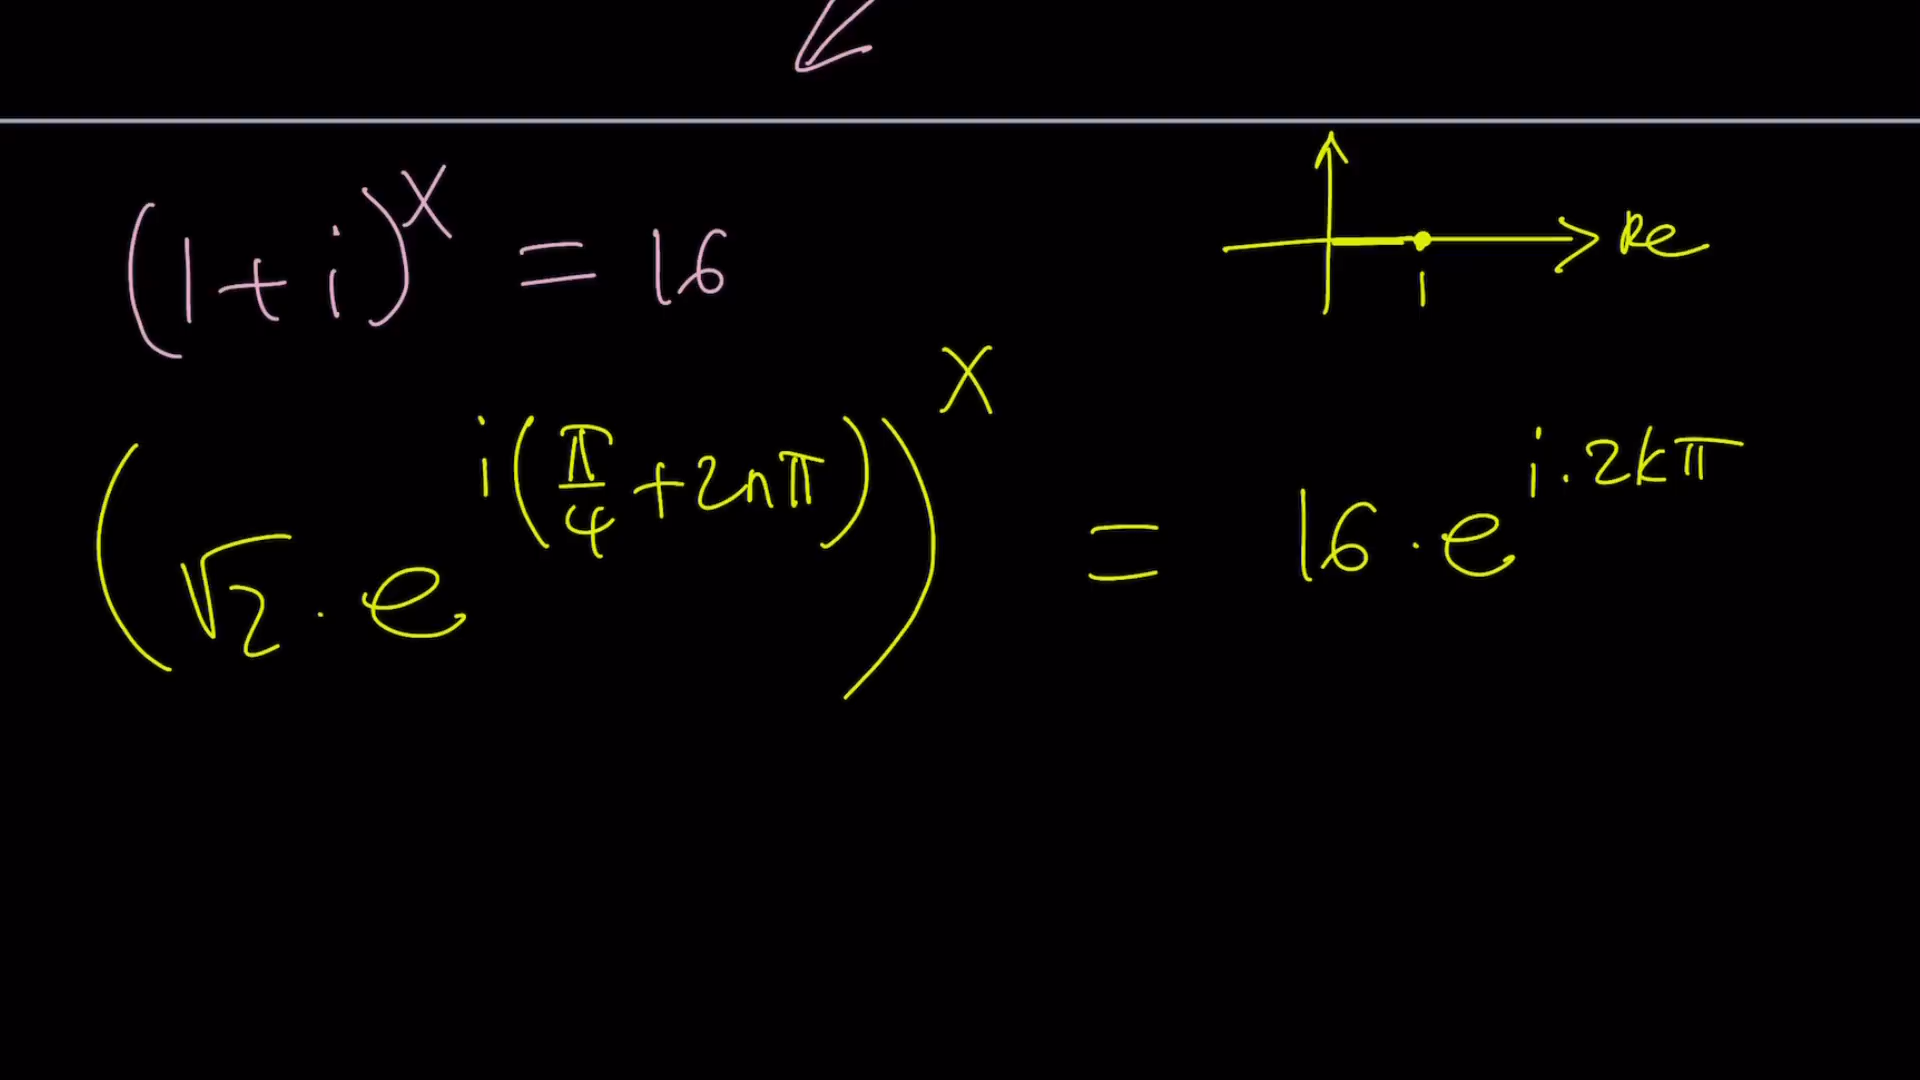 (1+i)^x = 16
Re
1
(√2 · e^{i(π/4 + 2nπ)})^x = 16 · e^{i·2kπ}